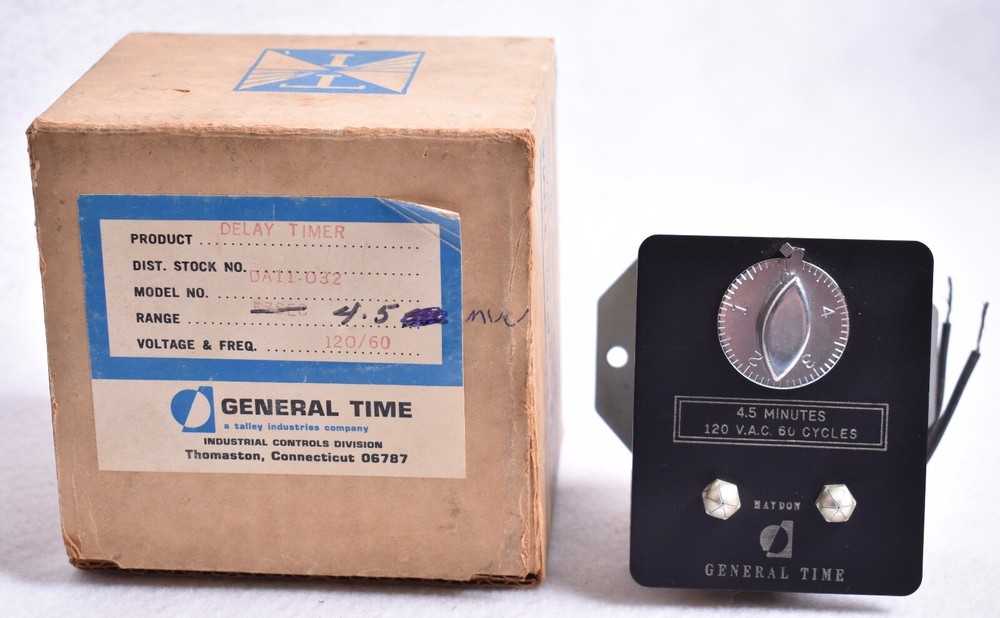 PRODUCT DELAY TIMER
DIST. STOCK NO.
MODEL NO. DAT1-032
RANGE 4.5 MIN
VOLTAGE & FREQ. 120/60
GENERAL TIME
a talley industries company
INDUSTRIAL CONTROLS DIVISION
Thomaston, Connecticut 06787
1
4
2
3
4.5 MINUTES
120 V.A.C. 60 CYCLES
HAYDON
GENERAL TIME